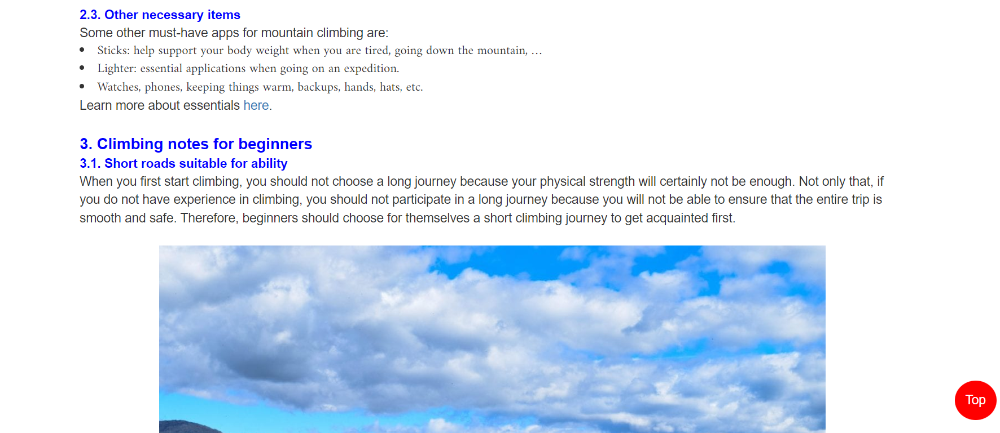 2.3. Other necessary items
Some other must-have apps for mountain climbing are:
Sticks: help support your body weight when you are tired, going down the mountain, …
Lighter: essential applications when going on an expedition.
Watches, phones, keeping things warm, backups, hands, hats, etc.
Learn more about essentials here.
3. Climbing notes for beginners
3.1. Short roads suitable for ability
When you first start climbing, you should not choose a long journey because your physical strength will certainly not be enough. Not only that, if
you do not have experience in climbing, you should not participate in a long journey because you will not be able to ensure that the entire trip is
smooth and safe. Therefore, beginners should choose for themselves a short climbing journey to get acquainted first.
Top